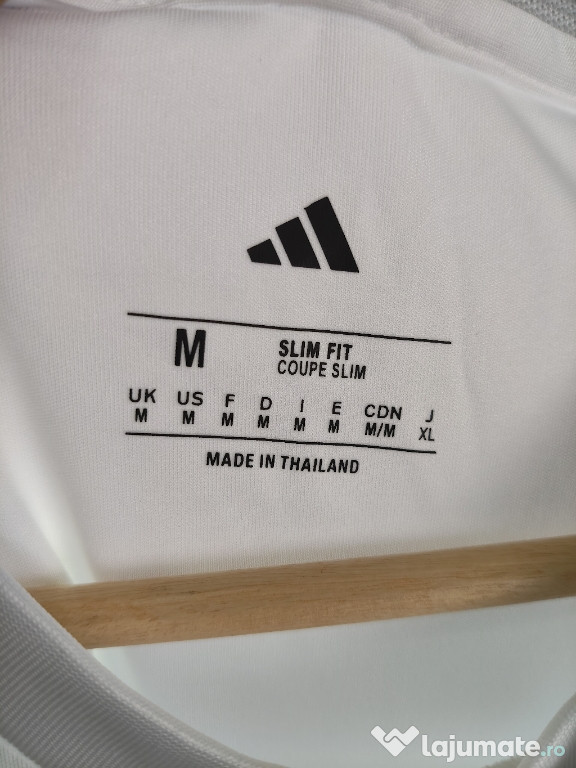 M
SLIM FIT
COUPE SLIM
UK US F D I E CDN J
M M M M M M M/M XL
MADE IN THAILAND
lajumate.ro